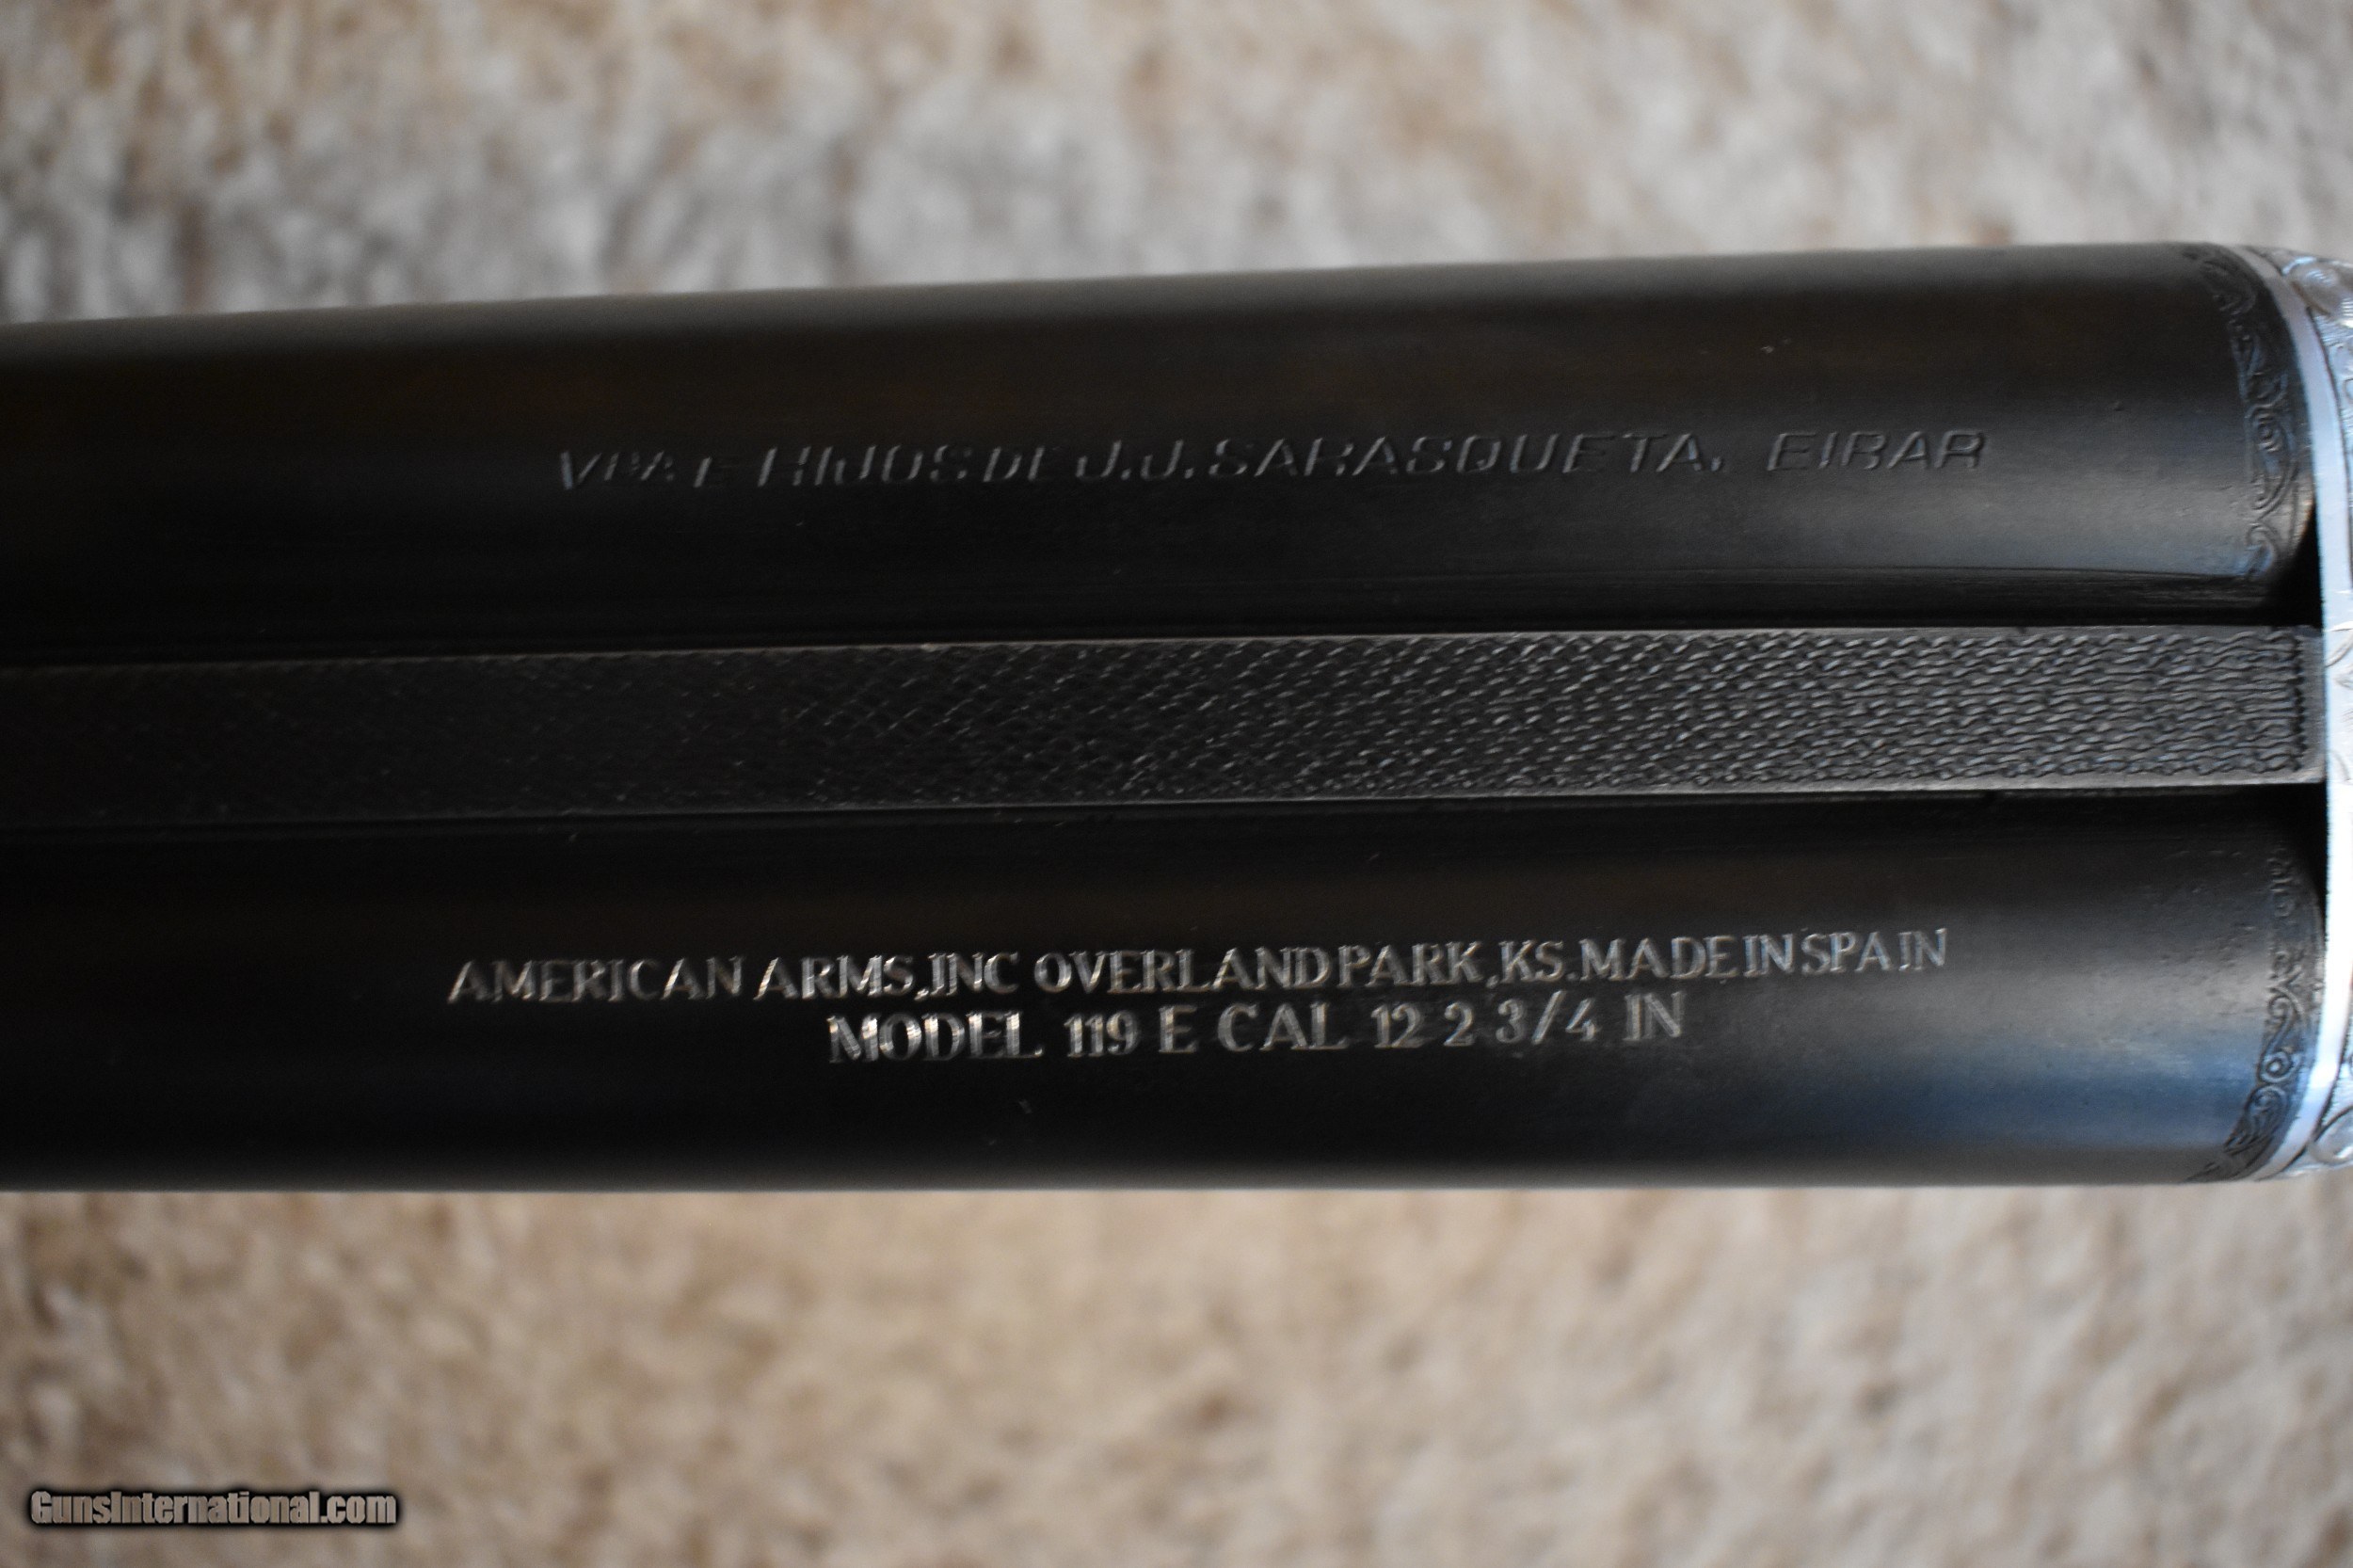 VDA. E HIJOS DE J.J. SARASQUETA. EIBAR
AMERICAN ARMS, INC OVERLAND PARK, KS. MADE IN SPAIN
MODEL 119 E CAL 12 2 3/4 IN
GunsInternational.com